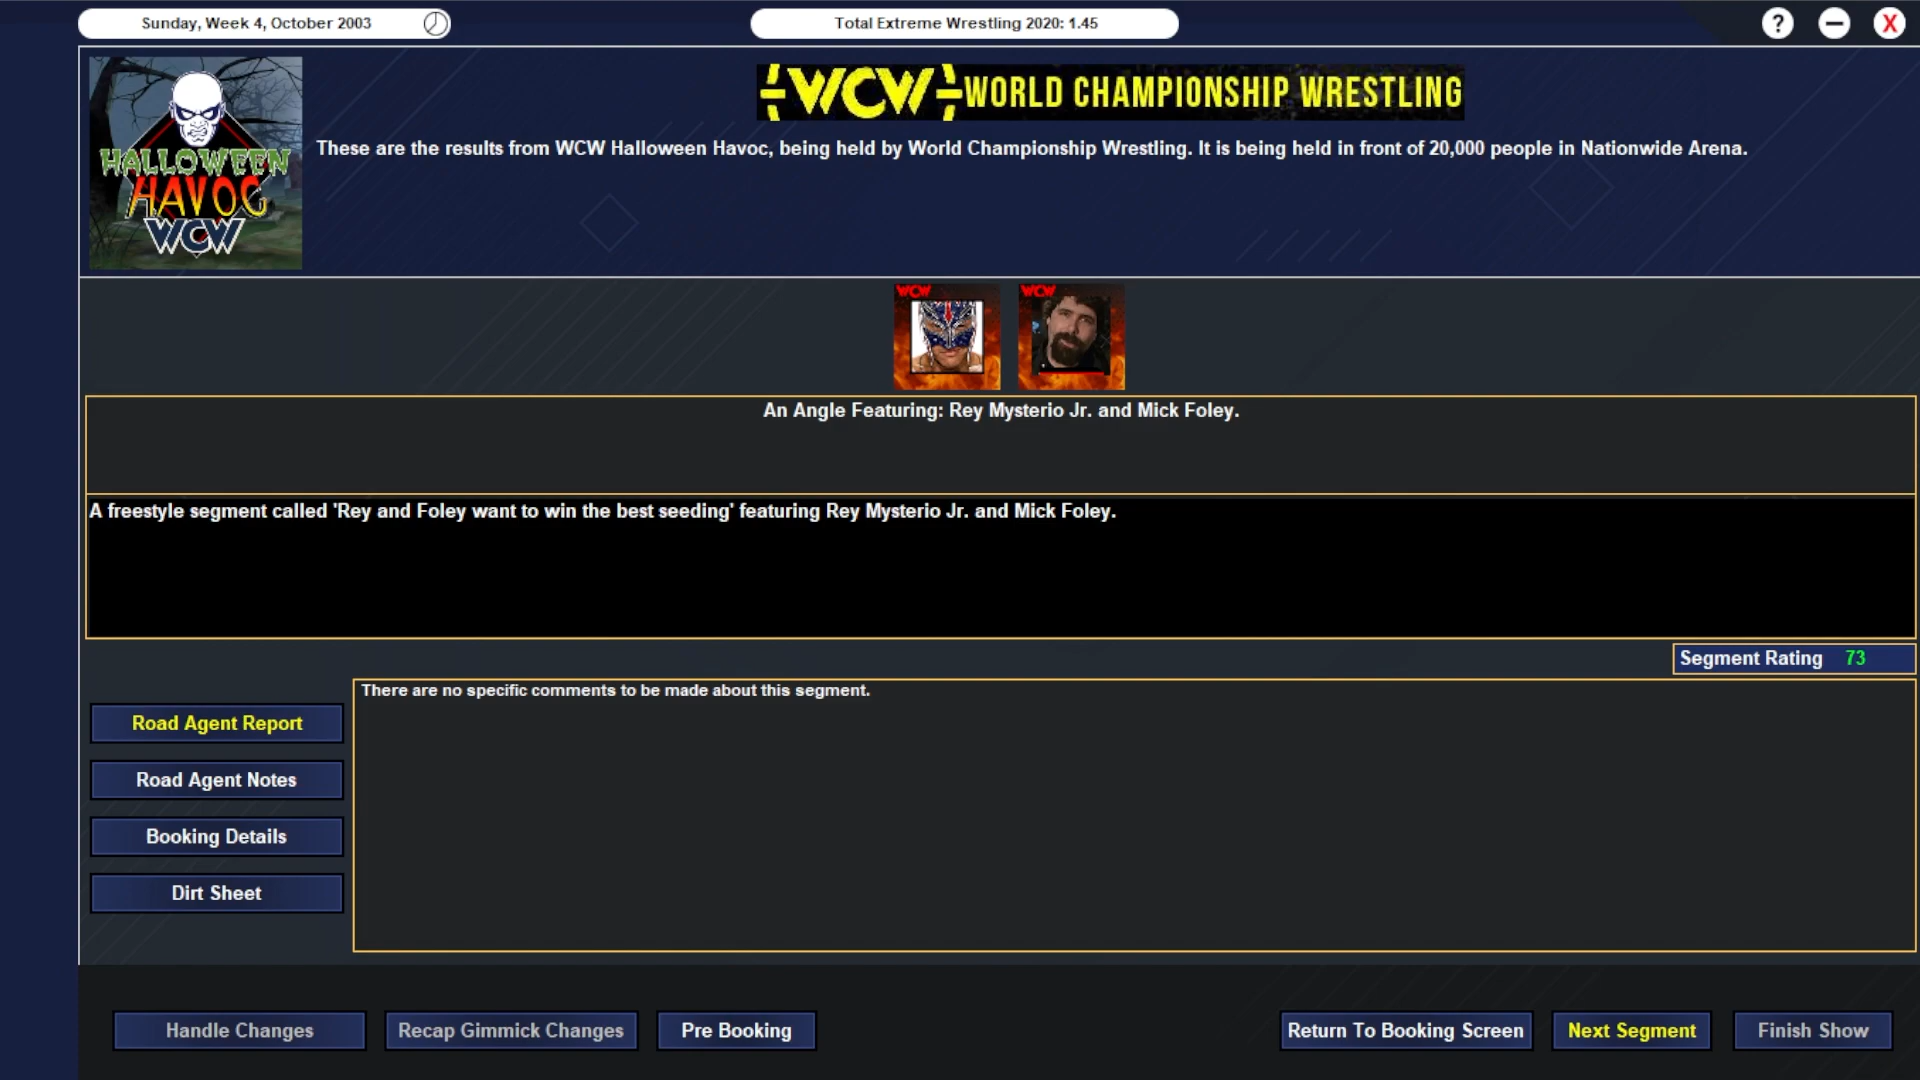 Sunday, Week 4, October 2003
Total Extreme Wrestling 2020: 1.45
?
X
HALLOWEEN
HAVOC
WCW
WCW WORLD CHAMPIONSHIP WRESTLING
These are the results from WCW Halloween Havoc, being held by World Championship Wrestling. It is being held in front of 20,000 people in Nationwide Arena.
WCW
WCW
An Angle Featuring: Rey Mysterio Jr. and Mick Foley.
A freestyle segment called 'Rey and Foley want to win the best seeding' featuring Rey Mysterio Jr. and Mick Foley.
Segment Rating 73
There are no specific comments to be made about this segment.
Road Agent Report
Road Agent Notes
Booking Details
Dirt Sheet
Handle Changes
Recap Gimmick Changes
Pre Booking
Return To Booking Screen
Next Segment
Finish Show